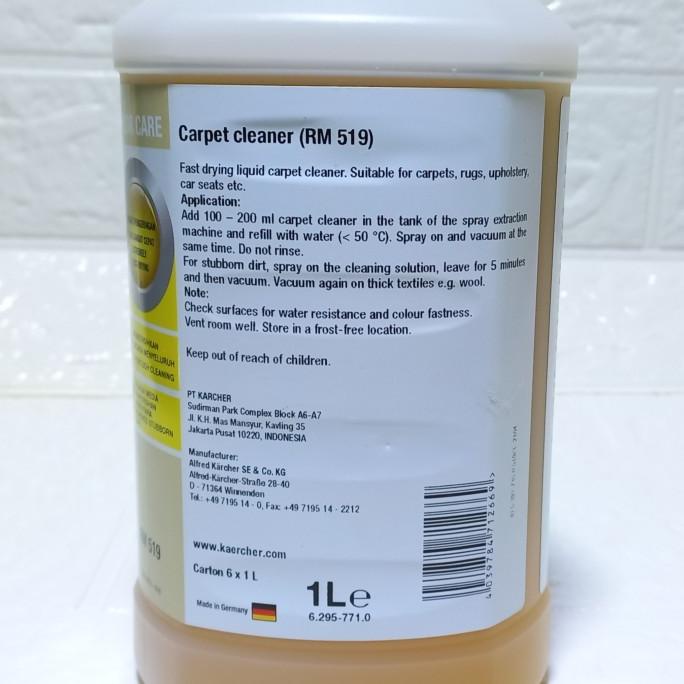 CARE
Carpet cleaner (RM 519)
Fast drying liquid carpet cleaner. Suitable for carpets, rugs, upholstery,
car seats etc.
Application:
Add 100 – 200 ml carpet cleaner in the tank of the spray extraction
machine and refill with water (< 50 °C). Spray on and vacuum at the
same time. Do not rinse.
For stubborn dirt, spray on the cleaning solution, leave for 5 minutes
and then vacuum. Vacuum again on thick textiles e.g. wool.
Note:
Check surfaces for water resistance and colour fastness.
Vent room well. Store in a frost-free location.
Keep out of reach of children.
PT KARCHER
Sudirman Park Complex Block A6-A7
Jl. K.H. Mas Mansyur, Kavling 35
Jakarta Pusat 10220, INDONESIA
Manufacturer:
Alfred Kärcher SE & Co. KG
Alfred-Kärcher-Straße 28-40
D - 71364 Winnenden
Tel.: +49 7195 14 - 0, Fax: +49 7195 14 - 2212
www.kaercher.com
Carton 6 x 1 L
Made in Germany
1L e
6.295-771.0
4 039784 712669 >
MENYELURUH
CLEANING
STUBBORN
519